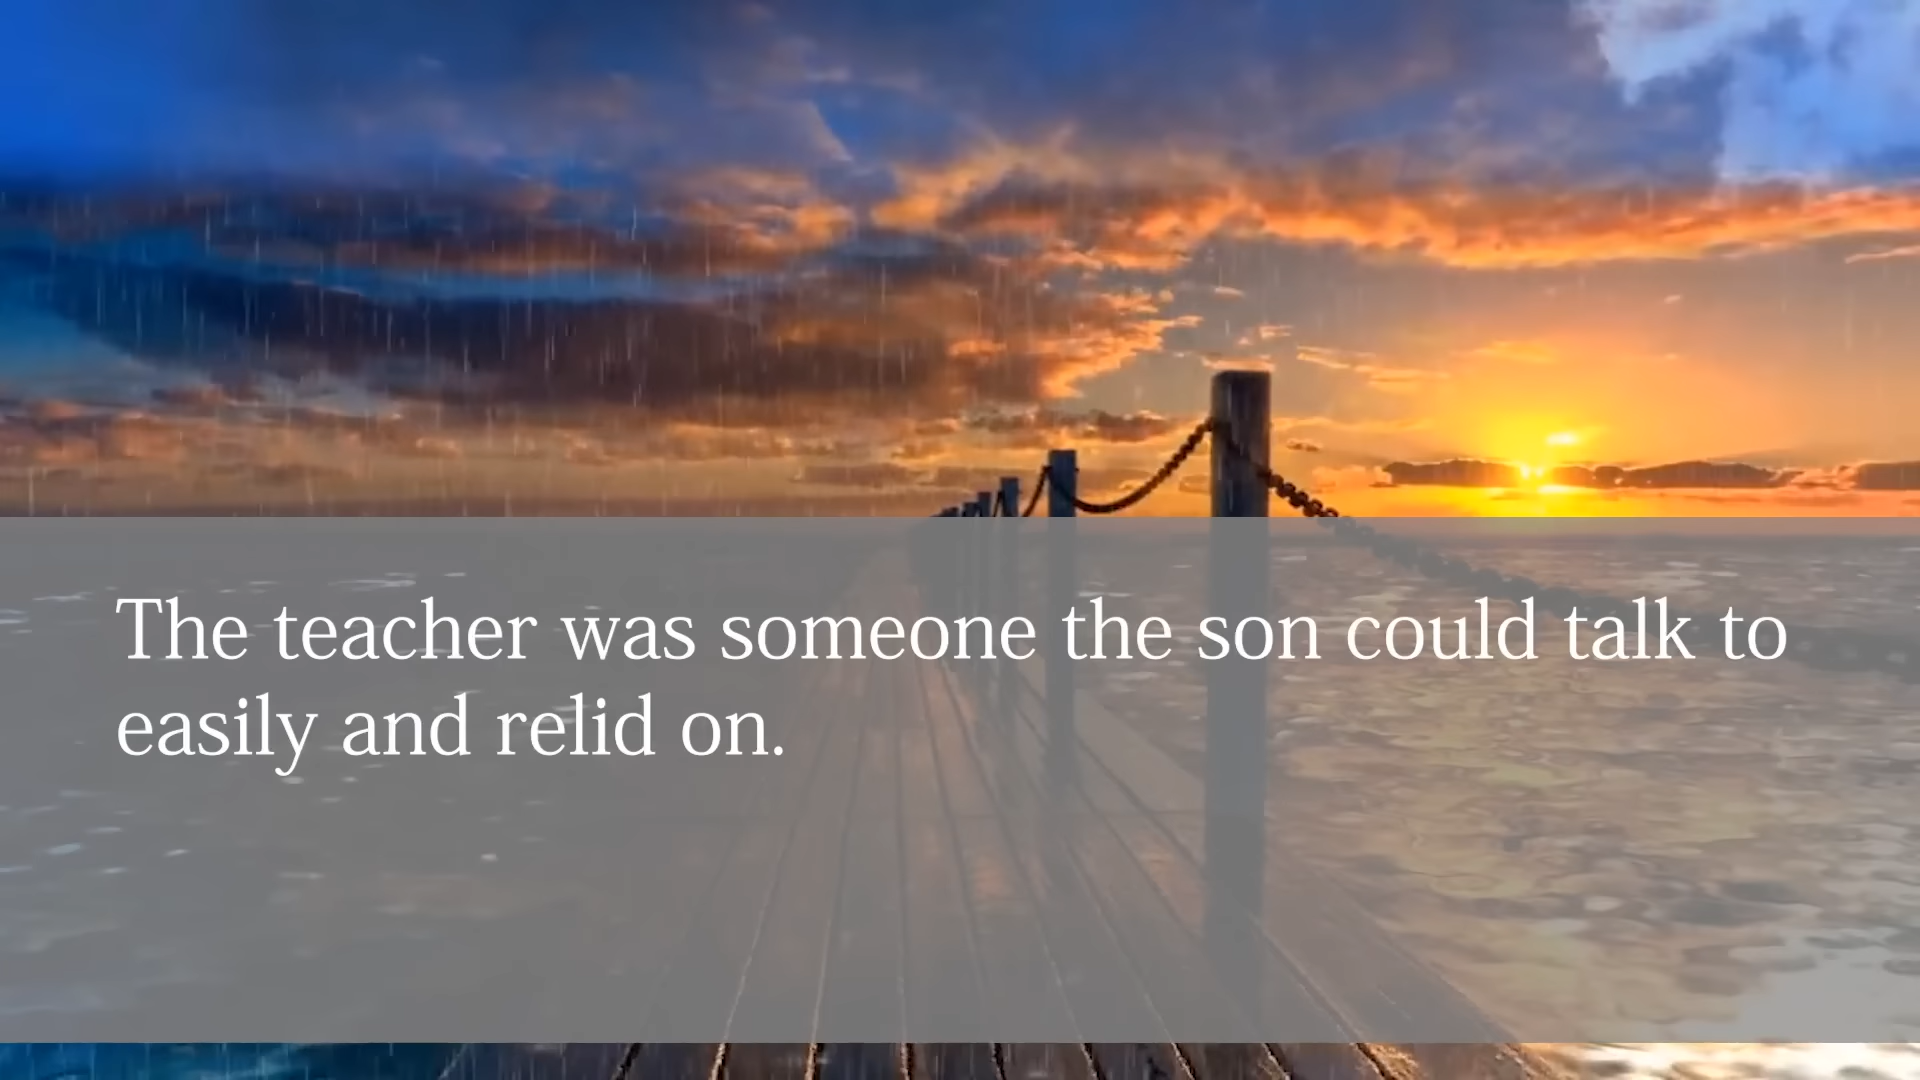 The teacher was someone the son could talk to
easily and relid on.